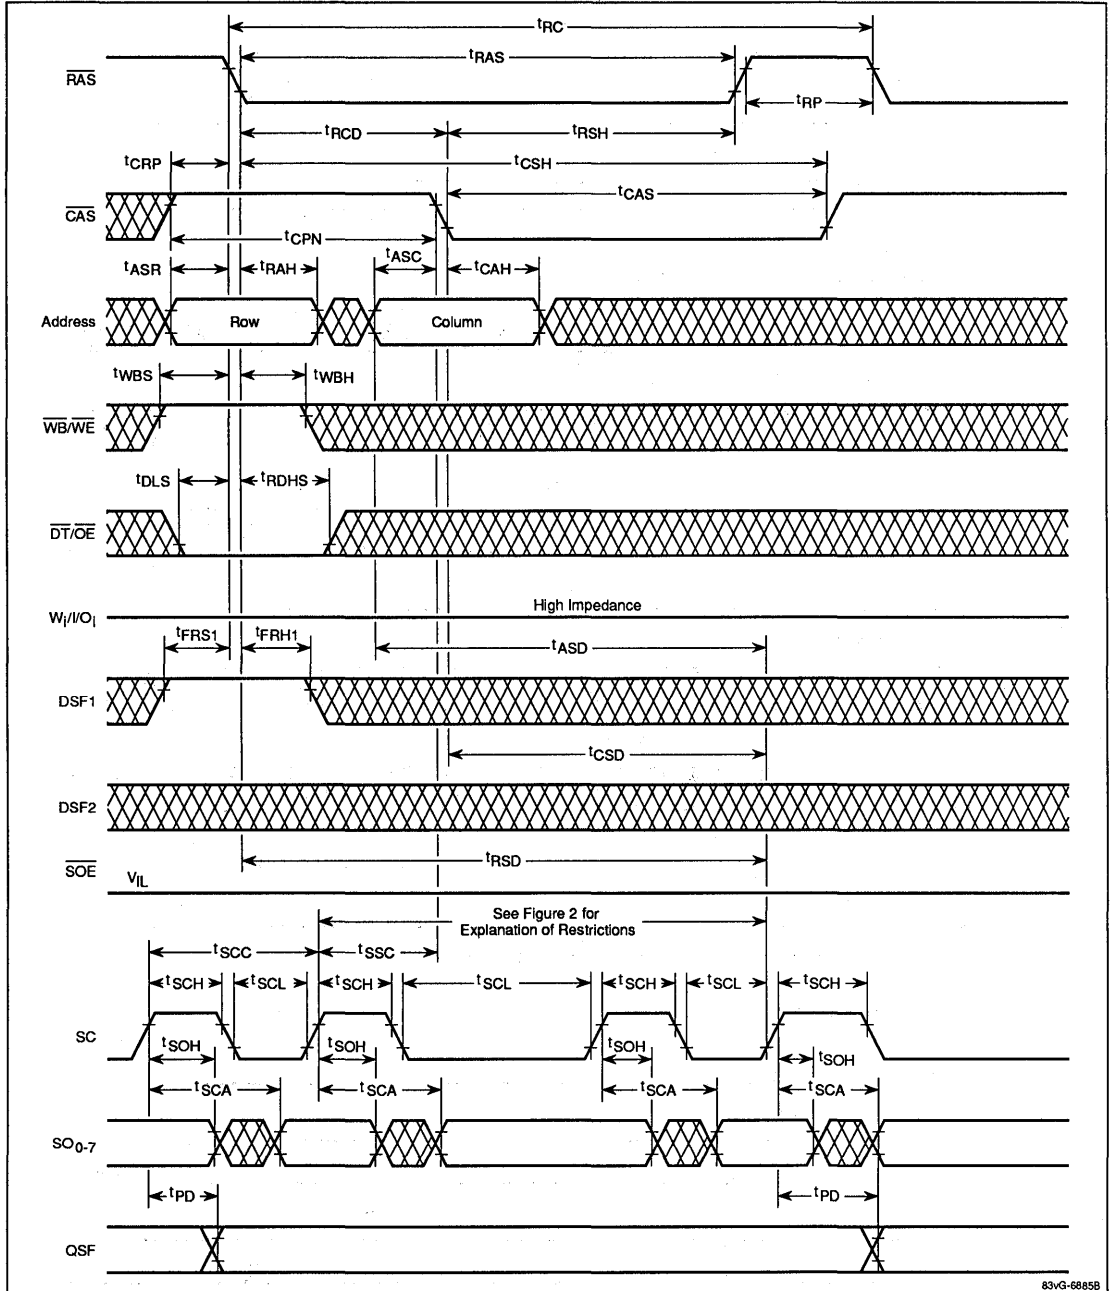 tRC
tRAS
RAS
tRP
tRCD
tRSH
tCRP
tCSH
tCAS
CAS
tCPN
tASC
tASR
tRAH
tCAH
Address
Row
Column
tWBS
tWBH
WB/WE
tDLS
tRDHS
DT/OE
High Impedance
Wi/I/Oi
tFRS1
tFRH1
tASD
DSF1
tCSD
DSF2
tRSD
SOE
VIL
See Figure 2 for
Explanation of Restrictions
tSCC
tSSC
tSCH
tSCL
tSCH
tSCL
tSCH
tSCL
tSCH
SC
tSOH
tSOH
tSOH
tSOH
tSCA
tSCA
tSCA
tSCA
SO0-7
tPD
tPD
QSF
83vG-6885B